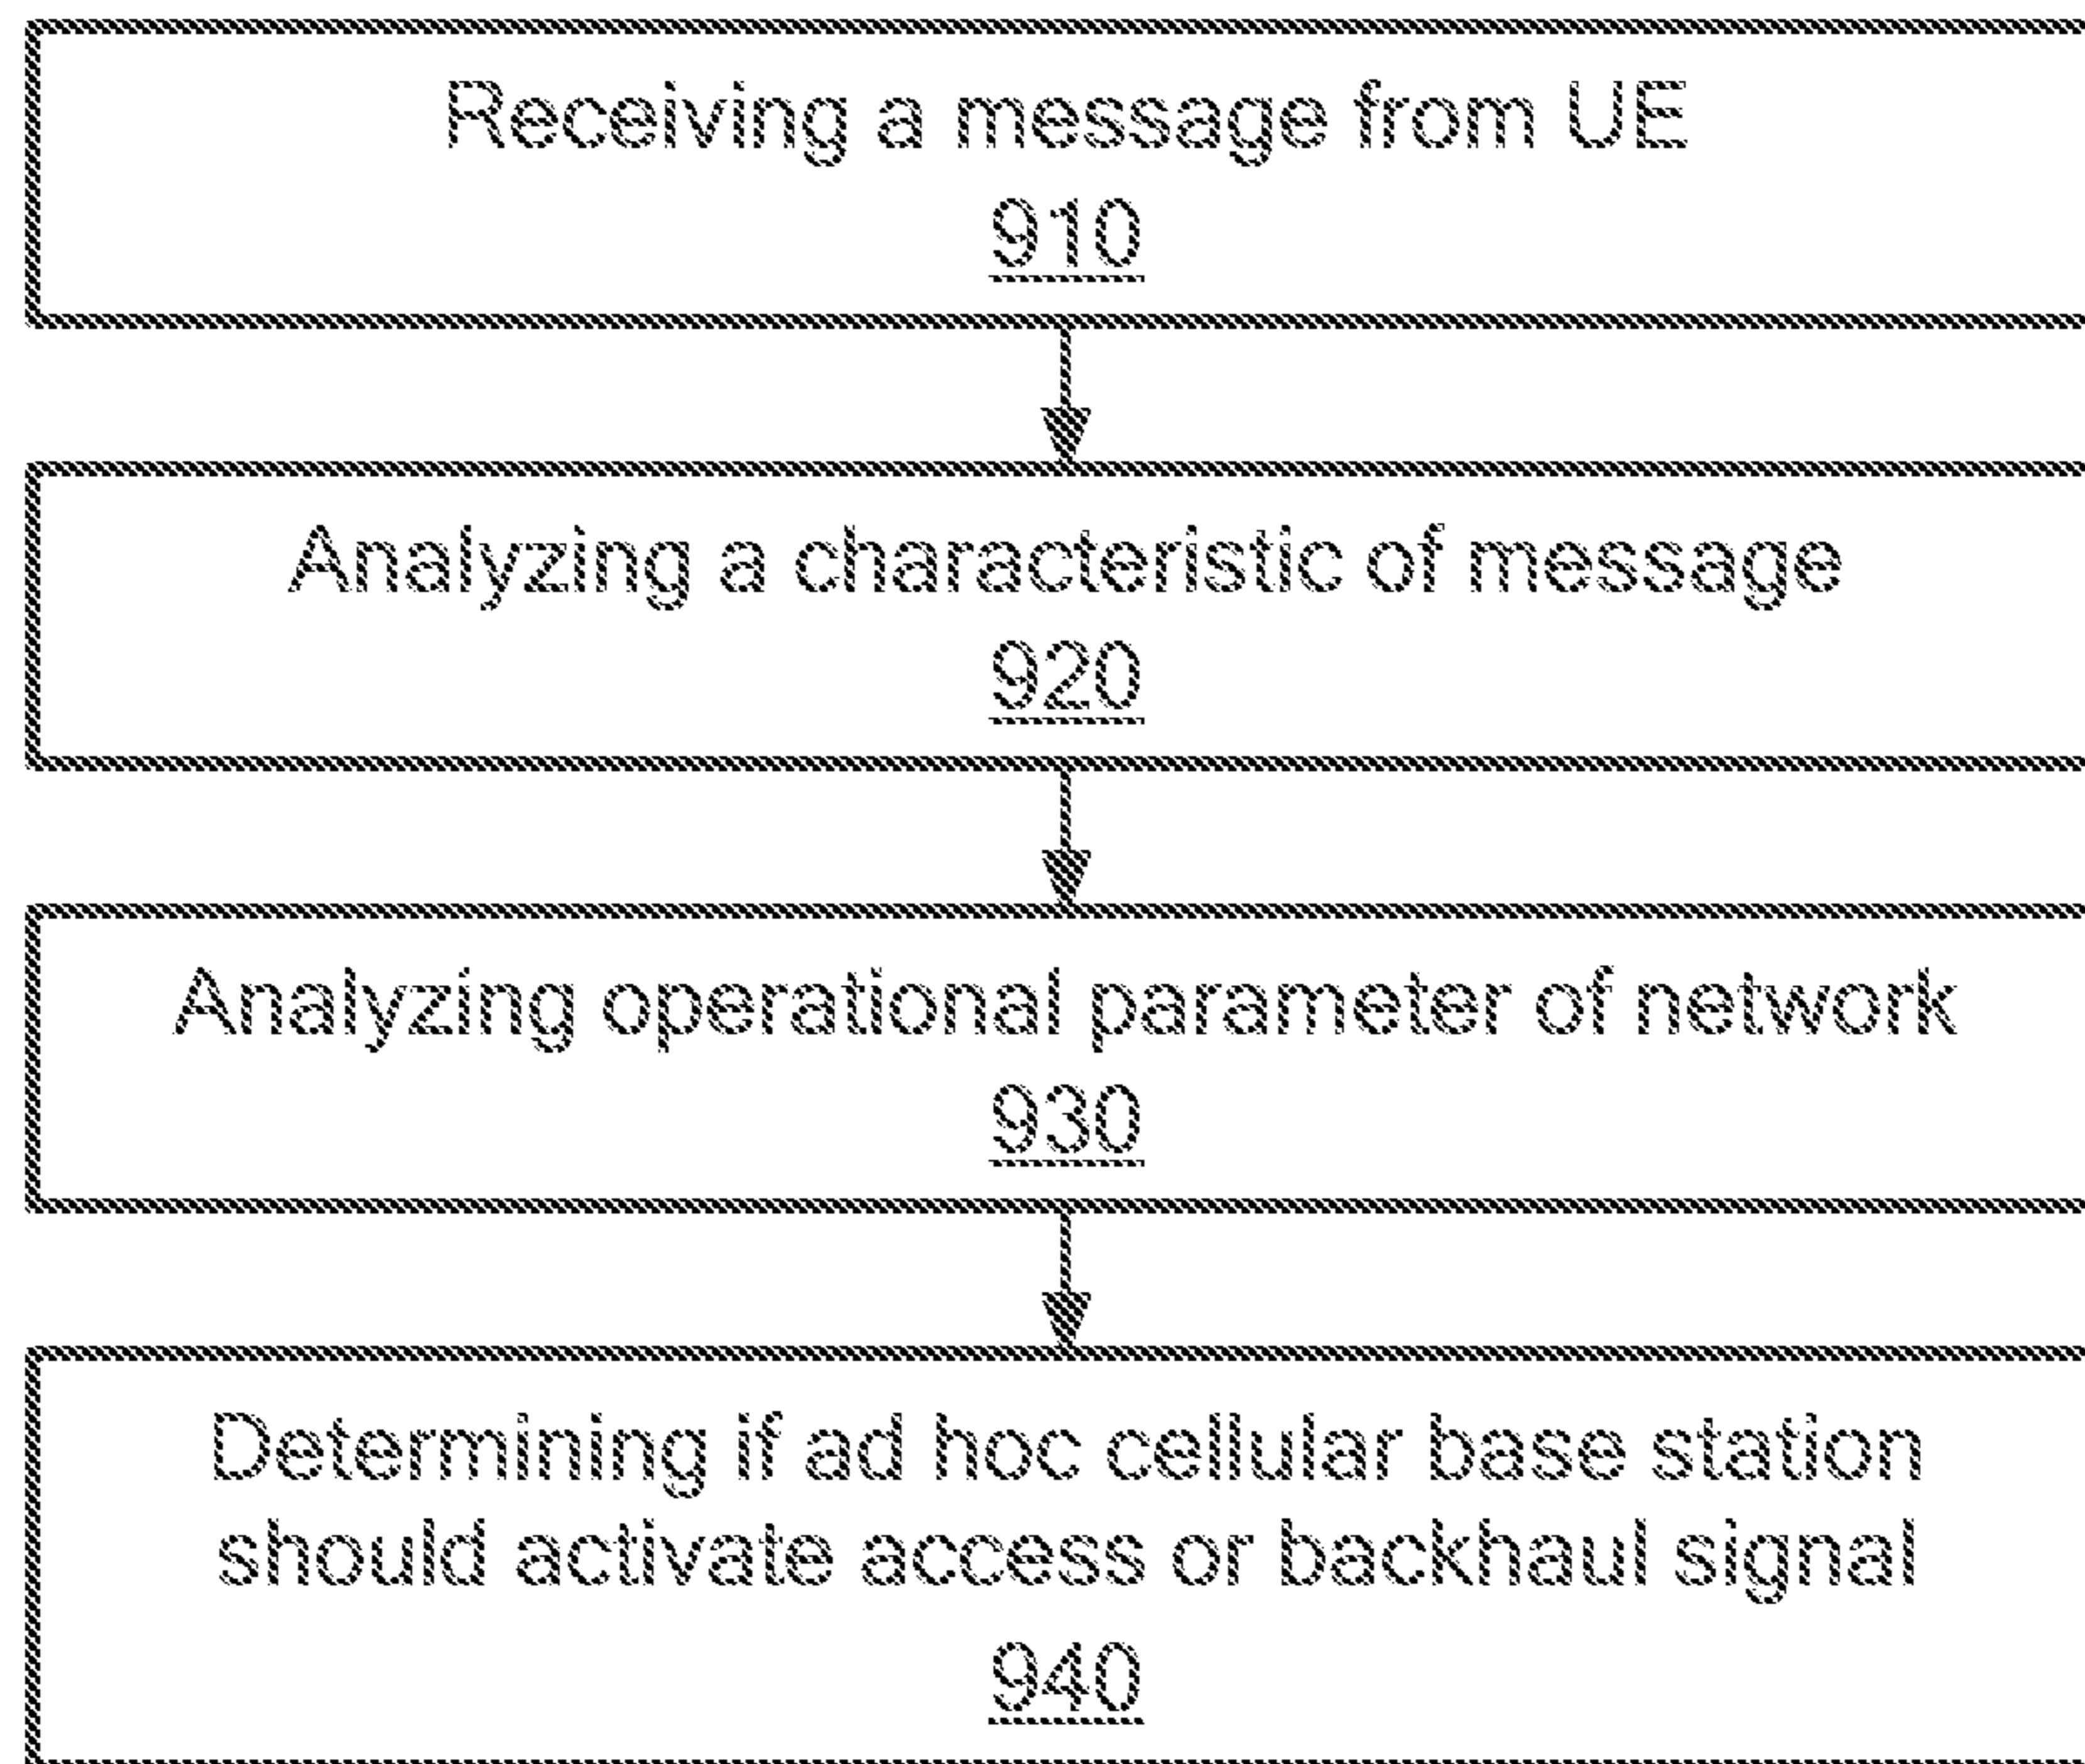 Receiving a message from UE
910
Analyzing a characteristic of message
920
Analyzing operational parameter of network
930
Determining if ad hoc cellular base station
should activate access or backhaul signal
940